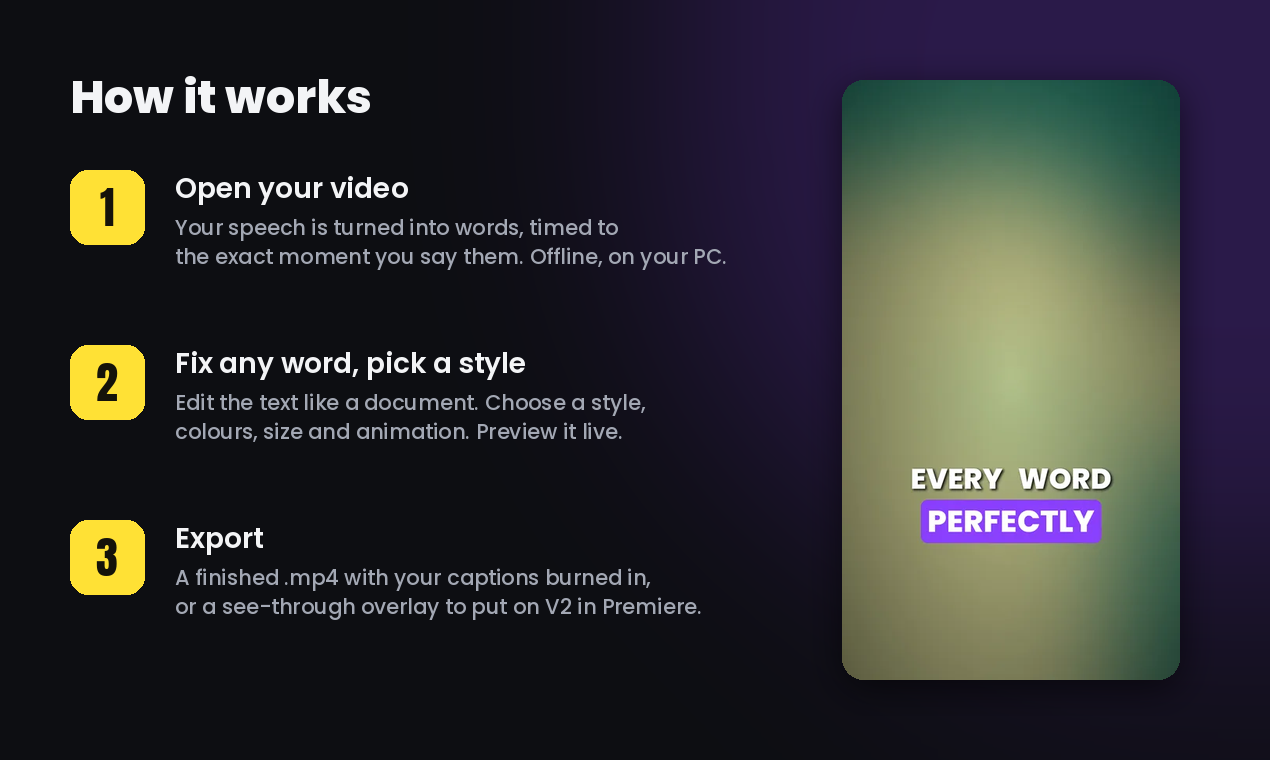 How it works
1
Open your video
Your speech is turned into words, timed to
the exact moment you say them. Offline, on your PC.
2
Fix any word, pick a style
Edit the text like a document. Choose a style,
colours, size and animation. Preview it live.
3
Export
A finished .mp4 with your captions burned in,
or a see-through overlay to put on V2 in Premiere.
EVERY WORD
PERFECTLY